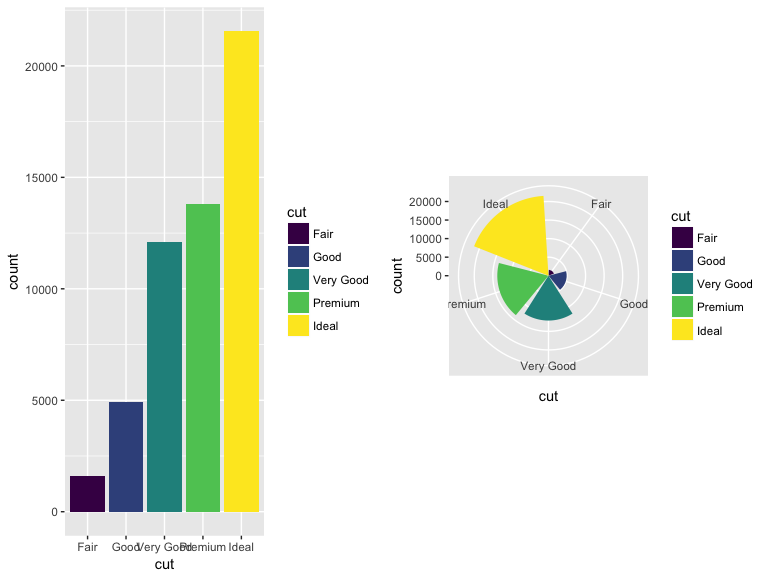 20000
15000
10000
5000
0
count
Fair
Good
Very Good
Premium
Ideal
cut
cut
Fair
Good
Very Good
Premium
Ideal
20000
15000
10000
5000
0
count
Ideal
Fair
remium
Good
Very Good
cut
cut
Fair
Good
Very Good
Premium
Ideal